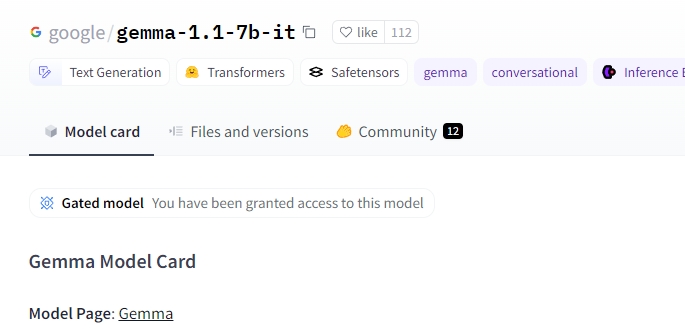 google/gemma-1.1-7b-it like 112
Text Generation Transformers Safetensors gemma conversational Inference
Model card Files and versions Community 12
Gated model You have been granted access to this model
Gemma Model Card
Model Page: Gemma